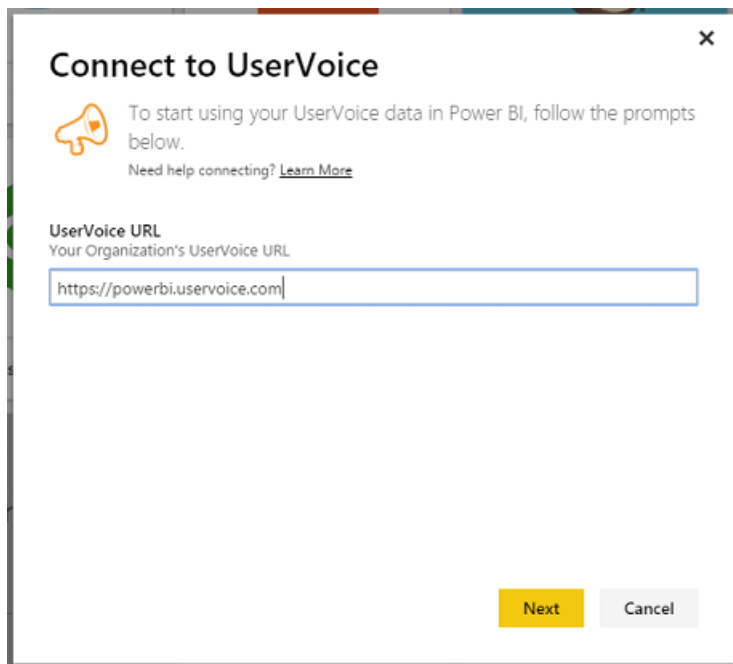 Connect to UserVoice
To start using your UserVoice data in Power BI, follow the prompts
below.
Need help connecting? Learn More
UserVoice URL
Your Organization's UserVoice URL
https://powerbi.uservoice.com
Next Cancel